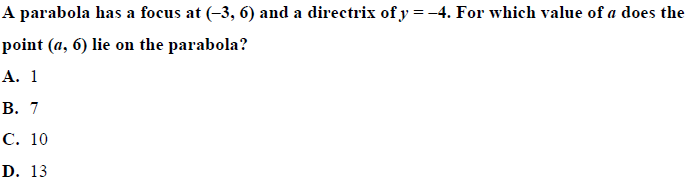 A parabola has a focus at (–3, 6) and a directrix of y = –4. For which value of a does the
point (a, 6) lie on the parabola?
A. 1
B. 7
C. 10
D. 13